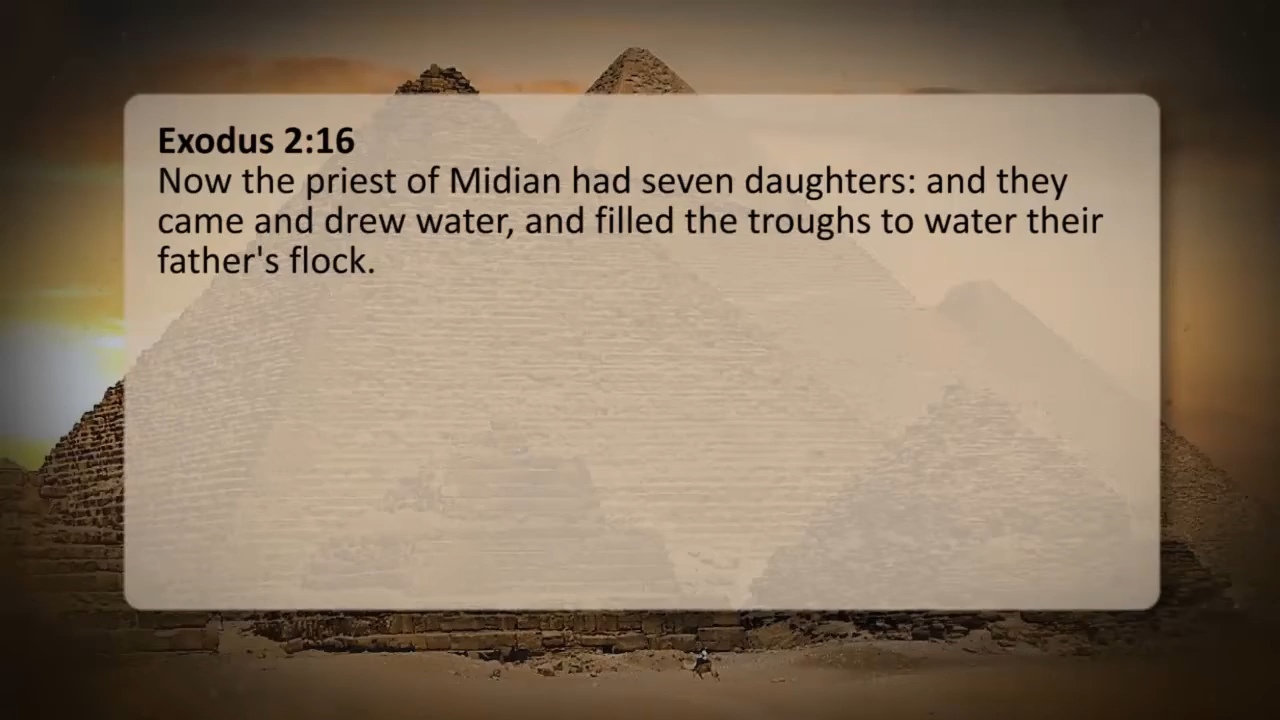 Exodus 2:16
Now the priest of Midian had seven daughters: and they
came and drew water, and filled the troughs to water their
father's flock.